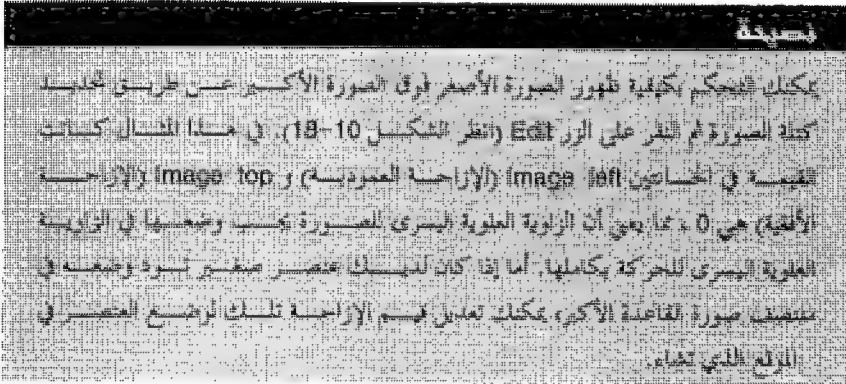 نصيحة
يمكنك التحكم بكيفية ظهور الصورة الأصغر فوق الصورة الأكبر عن طريق تحديد
كتلة الصورة ثم النقر على الزر Edit (انظر الشكل 10-18). في هذا المثال كانت
القيمة في الخانتين Image left (الإزاحة العمودية) و Image top (الإزاحة
الأفقية) هي 0، مما يعني أن الزاوية العلوية اليسرى للصورة يجب وضعها في الزاوية
العلوية اليسرى للحركة بكاملها. أما إذا كان لديك عنصر صغير تود وضعه في
منتصف صورة القاعدة الأكبر، يمكنك تعديل قيم الإزاحة تلك لوضع العنصر في
الموقع الذي تشاء.